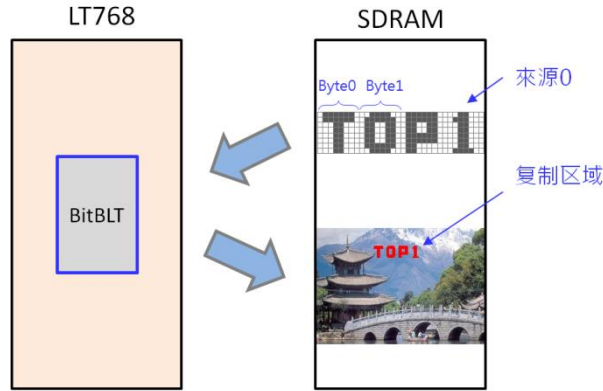 LT768
SDRAM
Byte0 Byte1
來源0
TOP1
复制区域
BitBLT
TOP1